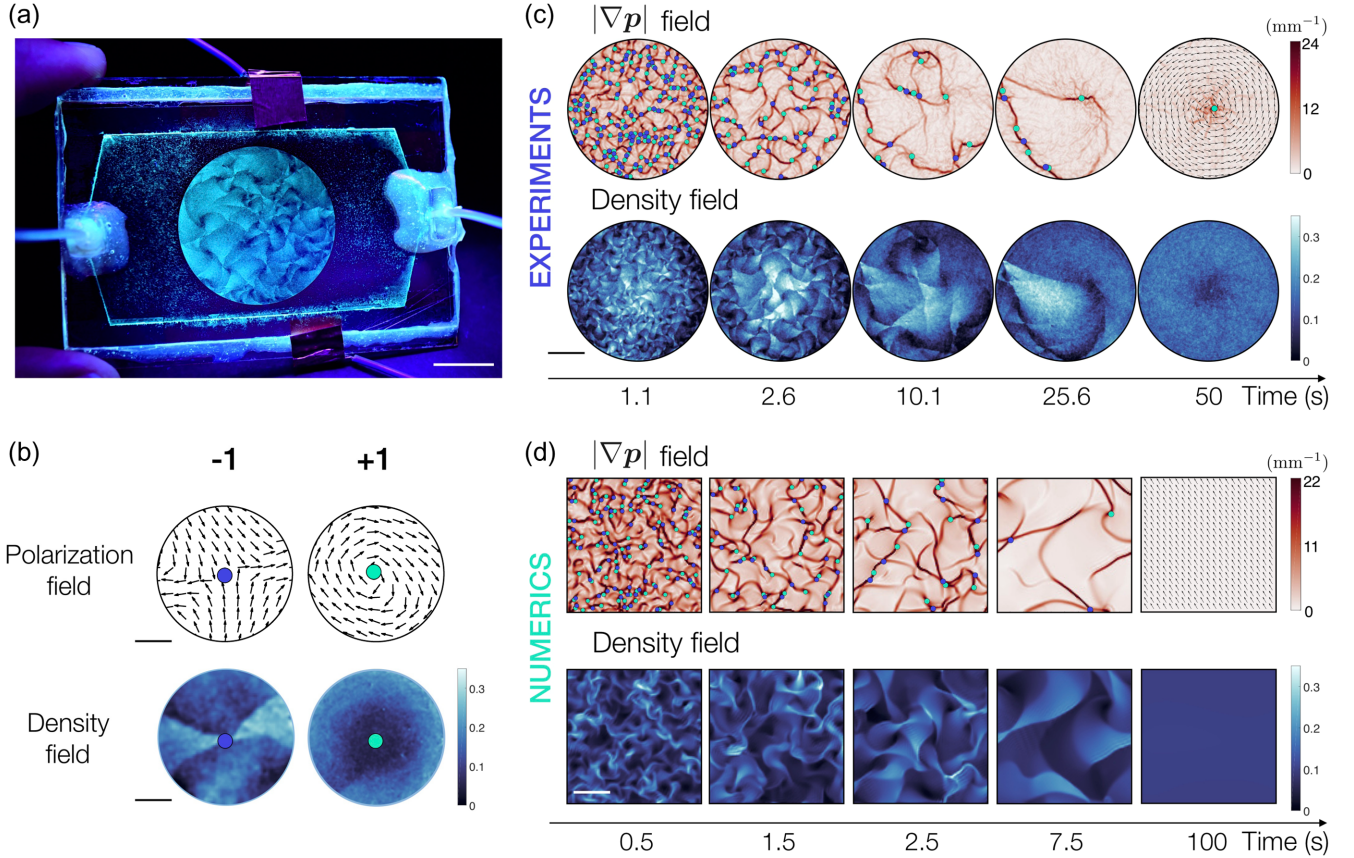 (a)
(b)
-1
+1
Polarization
field
Density
field
0.3
0.2
0.1
0
(c)
EXPERIMENTS
|∇p| field
(mm⁻¹)
24
12
0
Density field
0.3
0.2
0.1
0
1.1 2.6 10.1 25.6 50 Time (s)
(d)
NUMERICS
|∇p| field
(mm⁻¹)
22
11
0
Density field
0.3
0.2
0.1
0
0.5 1.5 2.5 7.5 100 Time (s)